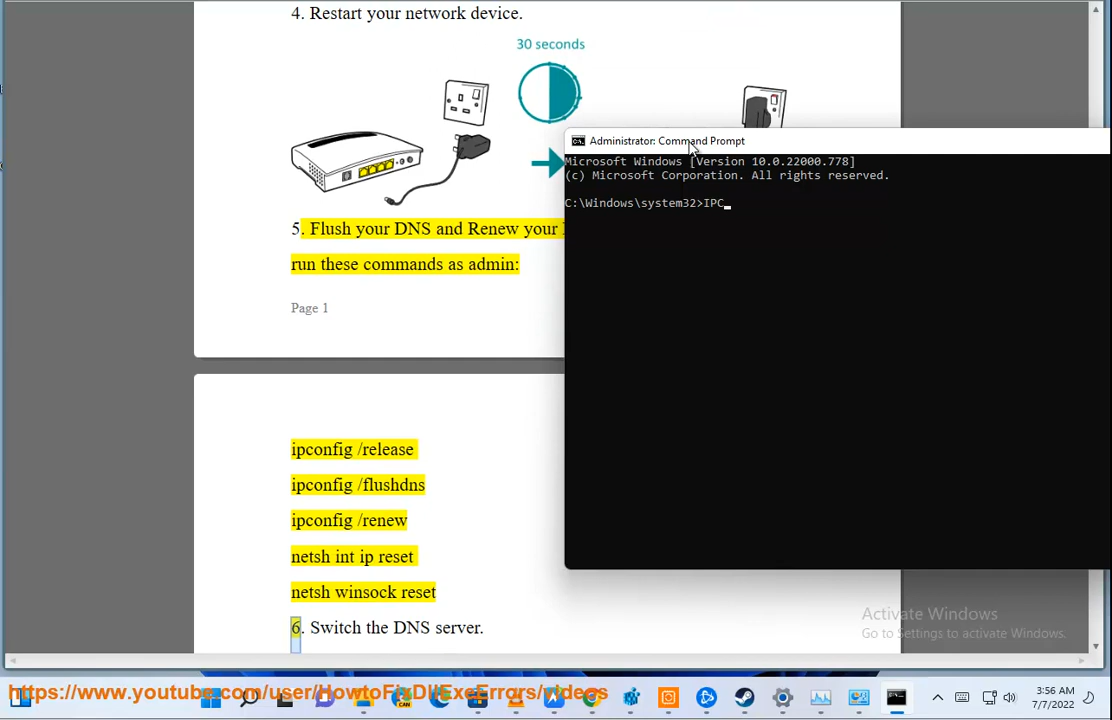 4. Restart your network device.
30 seconds
Administrator: Command Prompt
Microsoft Windows [Version 10.0.22000.778]
(c) Microsoft Corporation. All rights reserved.
C:\Windows\system32>IPC_
5. Flush your DNS and Renew your
run these commands as admin:
Page 1
ipconfig /release
ipconfig /flushdns
ipconfig /renew
netsh int ip reset
netsh winsock reset
6. Switch the DNS server.
Activate Windows
Go to Settings to activate Windows.
https://www.youtube.com/user/HowtoFixDllExeErrors/videos
CAN
3:56 AM
7/7/2022